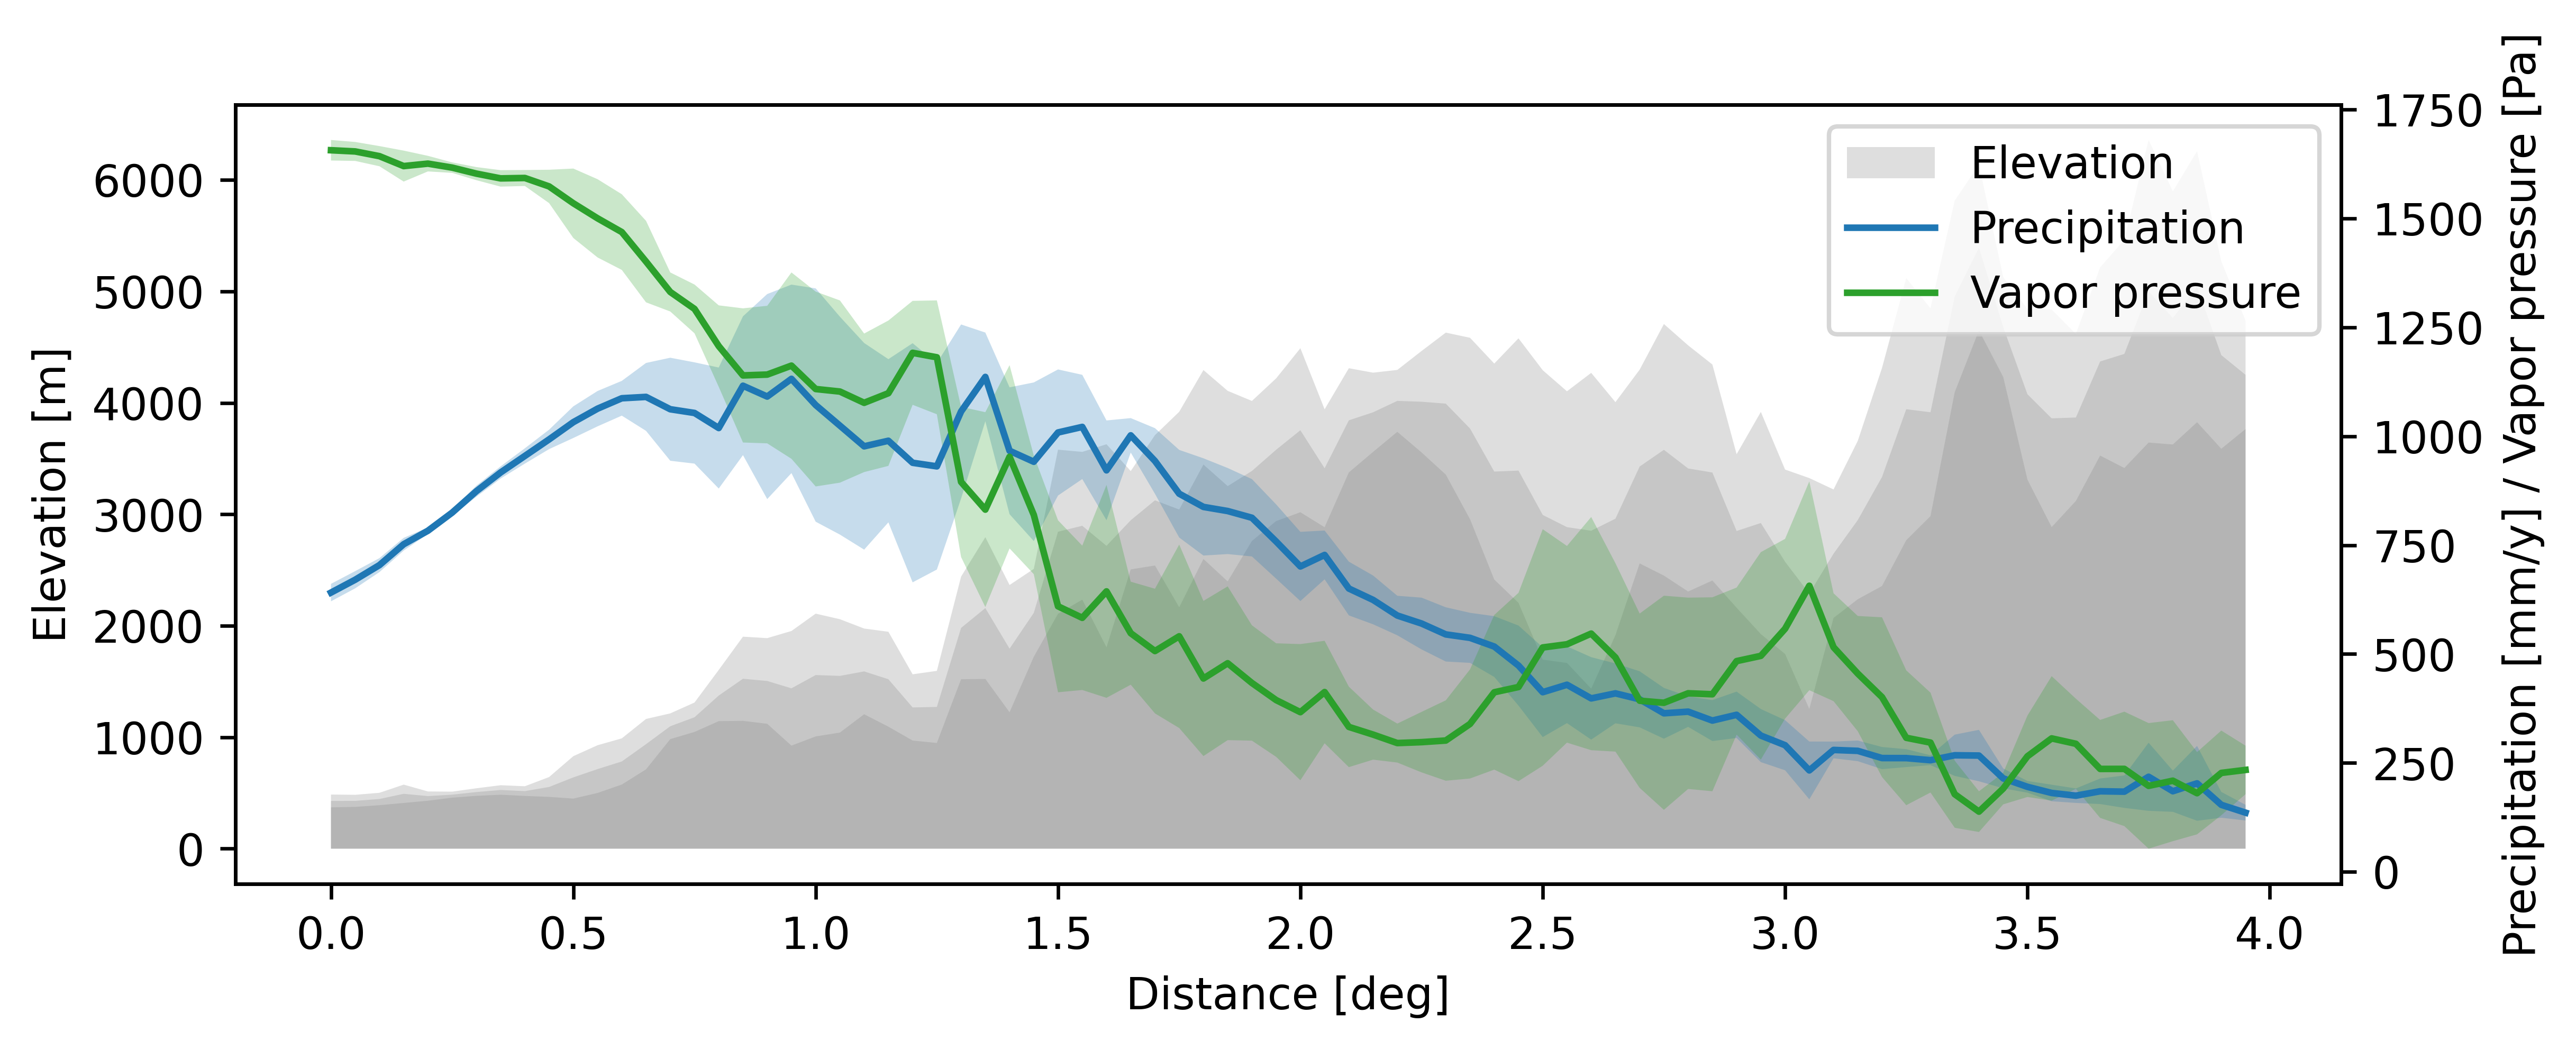 Elevation [m]
6000
5000
4000
3000
2000
1000
0
Elevation
Precipitation
Vapor pressure
1750
1500
1250
1000
750
500
250
0
Precipitation [mm/y] / Vapor pressure [Pa]
0.0 0.5 1.0 1.5 2.0 2.5 3.0 3.5 4.0
Distance [deg]